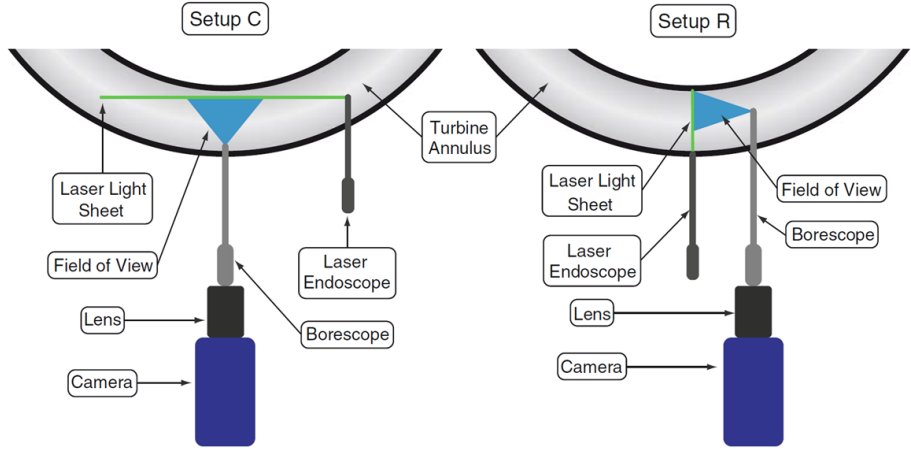 Setup C
Laser Light
Sheet
Field of View
Lens
Camera
Laser
Endoscope
Borescope
Turbine
Annulus
Setup R
Laser Light
Sheet
Laser
Endoscope
Field of View
Borescope
Lens
Camera